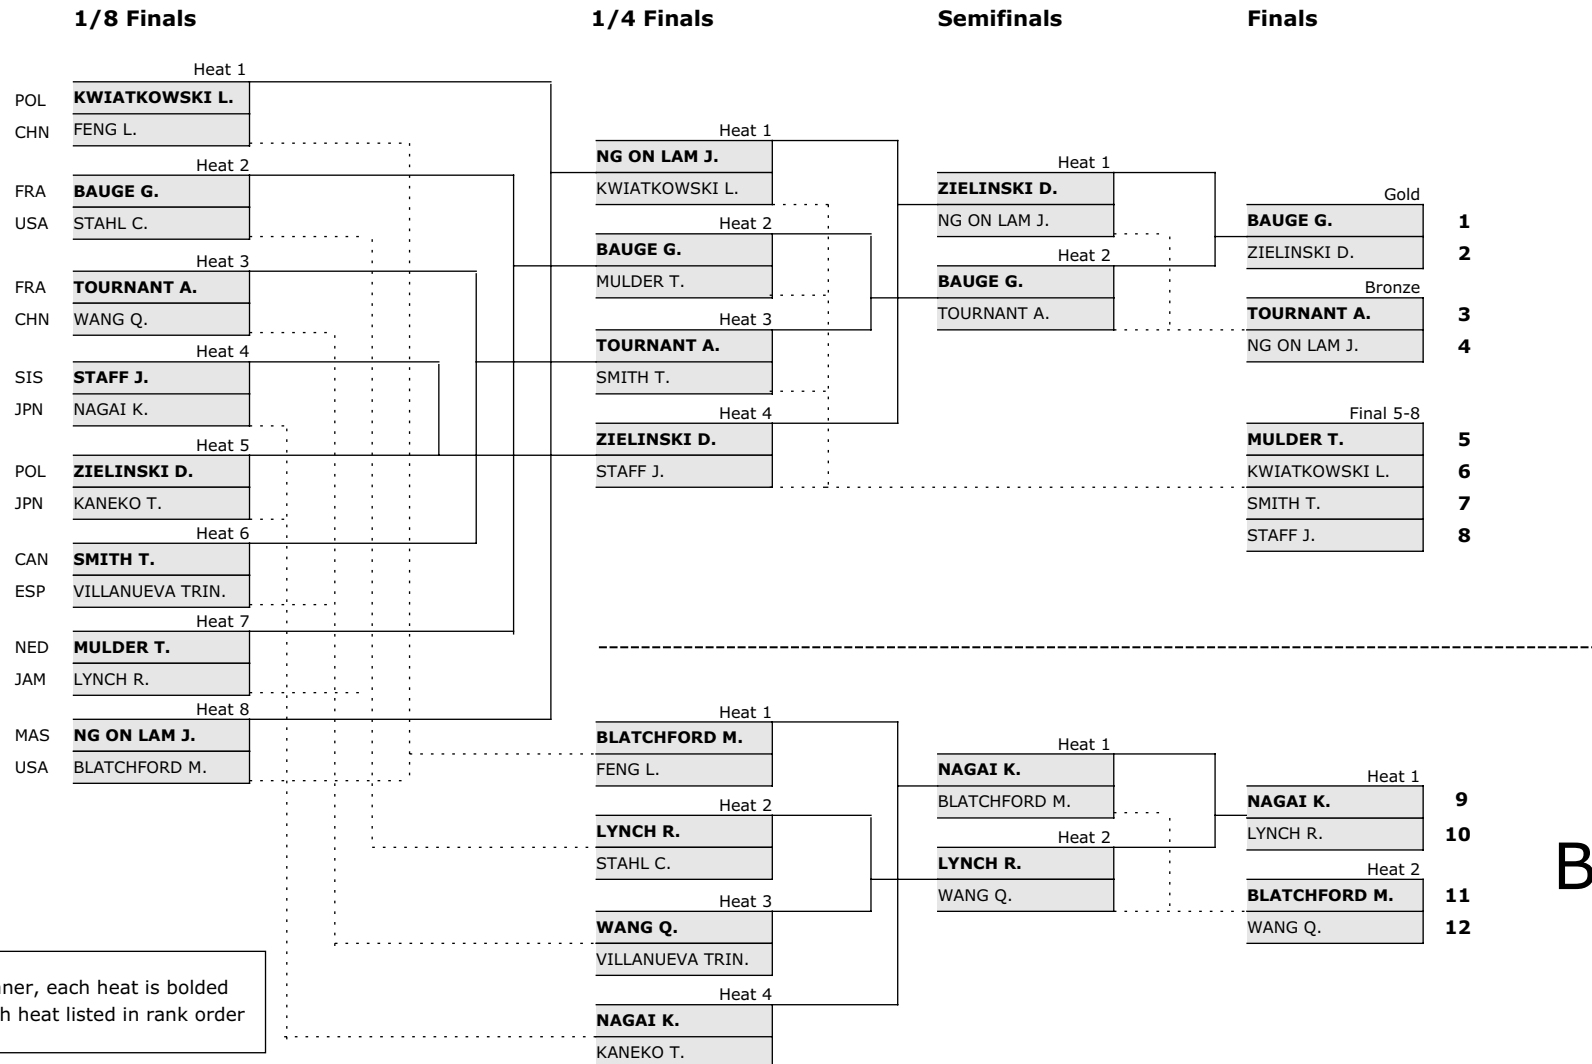 1/8 Finals 1/4 Finals Semifinals Finals
Heat 1
POL KWIATKOWSKI L.
CHN FENG L.
Heat 2
FRA BAUGE G.
USA STAHL C.
Heat 3
FRA TOURNANT A.
CHN WANG Q.
Heat 4
SIS STAFF J.
JPN NAGAI K.
Heat 5
POL ZIELINSKI D.
JPN KANEKO T.
Heat 6
CAN SMITH T.
ESP VILLANUEVA TRIN.
Heat 7
NED MULDER T.
JAM LYNCH R.
Heat 8
MAS NG ON LAM J.
USA BLATCHFORD M.
Heat 1
NG ON LAM J.
KWIATKOWSKI L.
Heat 2
BAUGE G.
MULDER T.
Heat 3
TOURNANT A.
SMITH T.
Heat 4
ZIELINSKI D.
STAFF J.
Heat 1
ZIELINSKI D.
NG ON LAM J.
Heat 2
BAUGE G.
TOURNANT A.
Gold
BAUGE G. 1
ZIELINSKI D. 2
Bronze
TOURNANT A. 3
NG ON LAM J. 4
Final 5-8
MULDER T. 5
KWIATKOWSKI L. 6
SMITH T. 7
STAFF J. 8
Heat 1
BLATCHFORD M.
FENG L.
Heat 2
LYNCH R.
STAHL C.
Heat 3
WANG Q.
VILLANUEVA TRIN.
Heat 4
NAGAI K.
KANEKO T.
Heat 1
NAGAI K.
BLATCHFORD M.
Heat 2
LYNCH R.
WANG Q.
Heat 1
NAGAI K. 9
LYNCH R. 10
Heat 2
BLATCHFORD M. 11
WANG Q. 12
B
ner, each heat is bolded
h heat listed in rank order